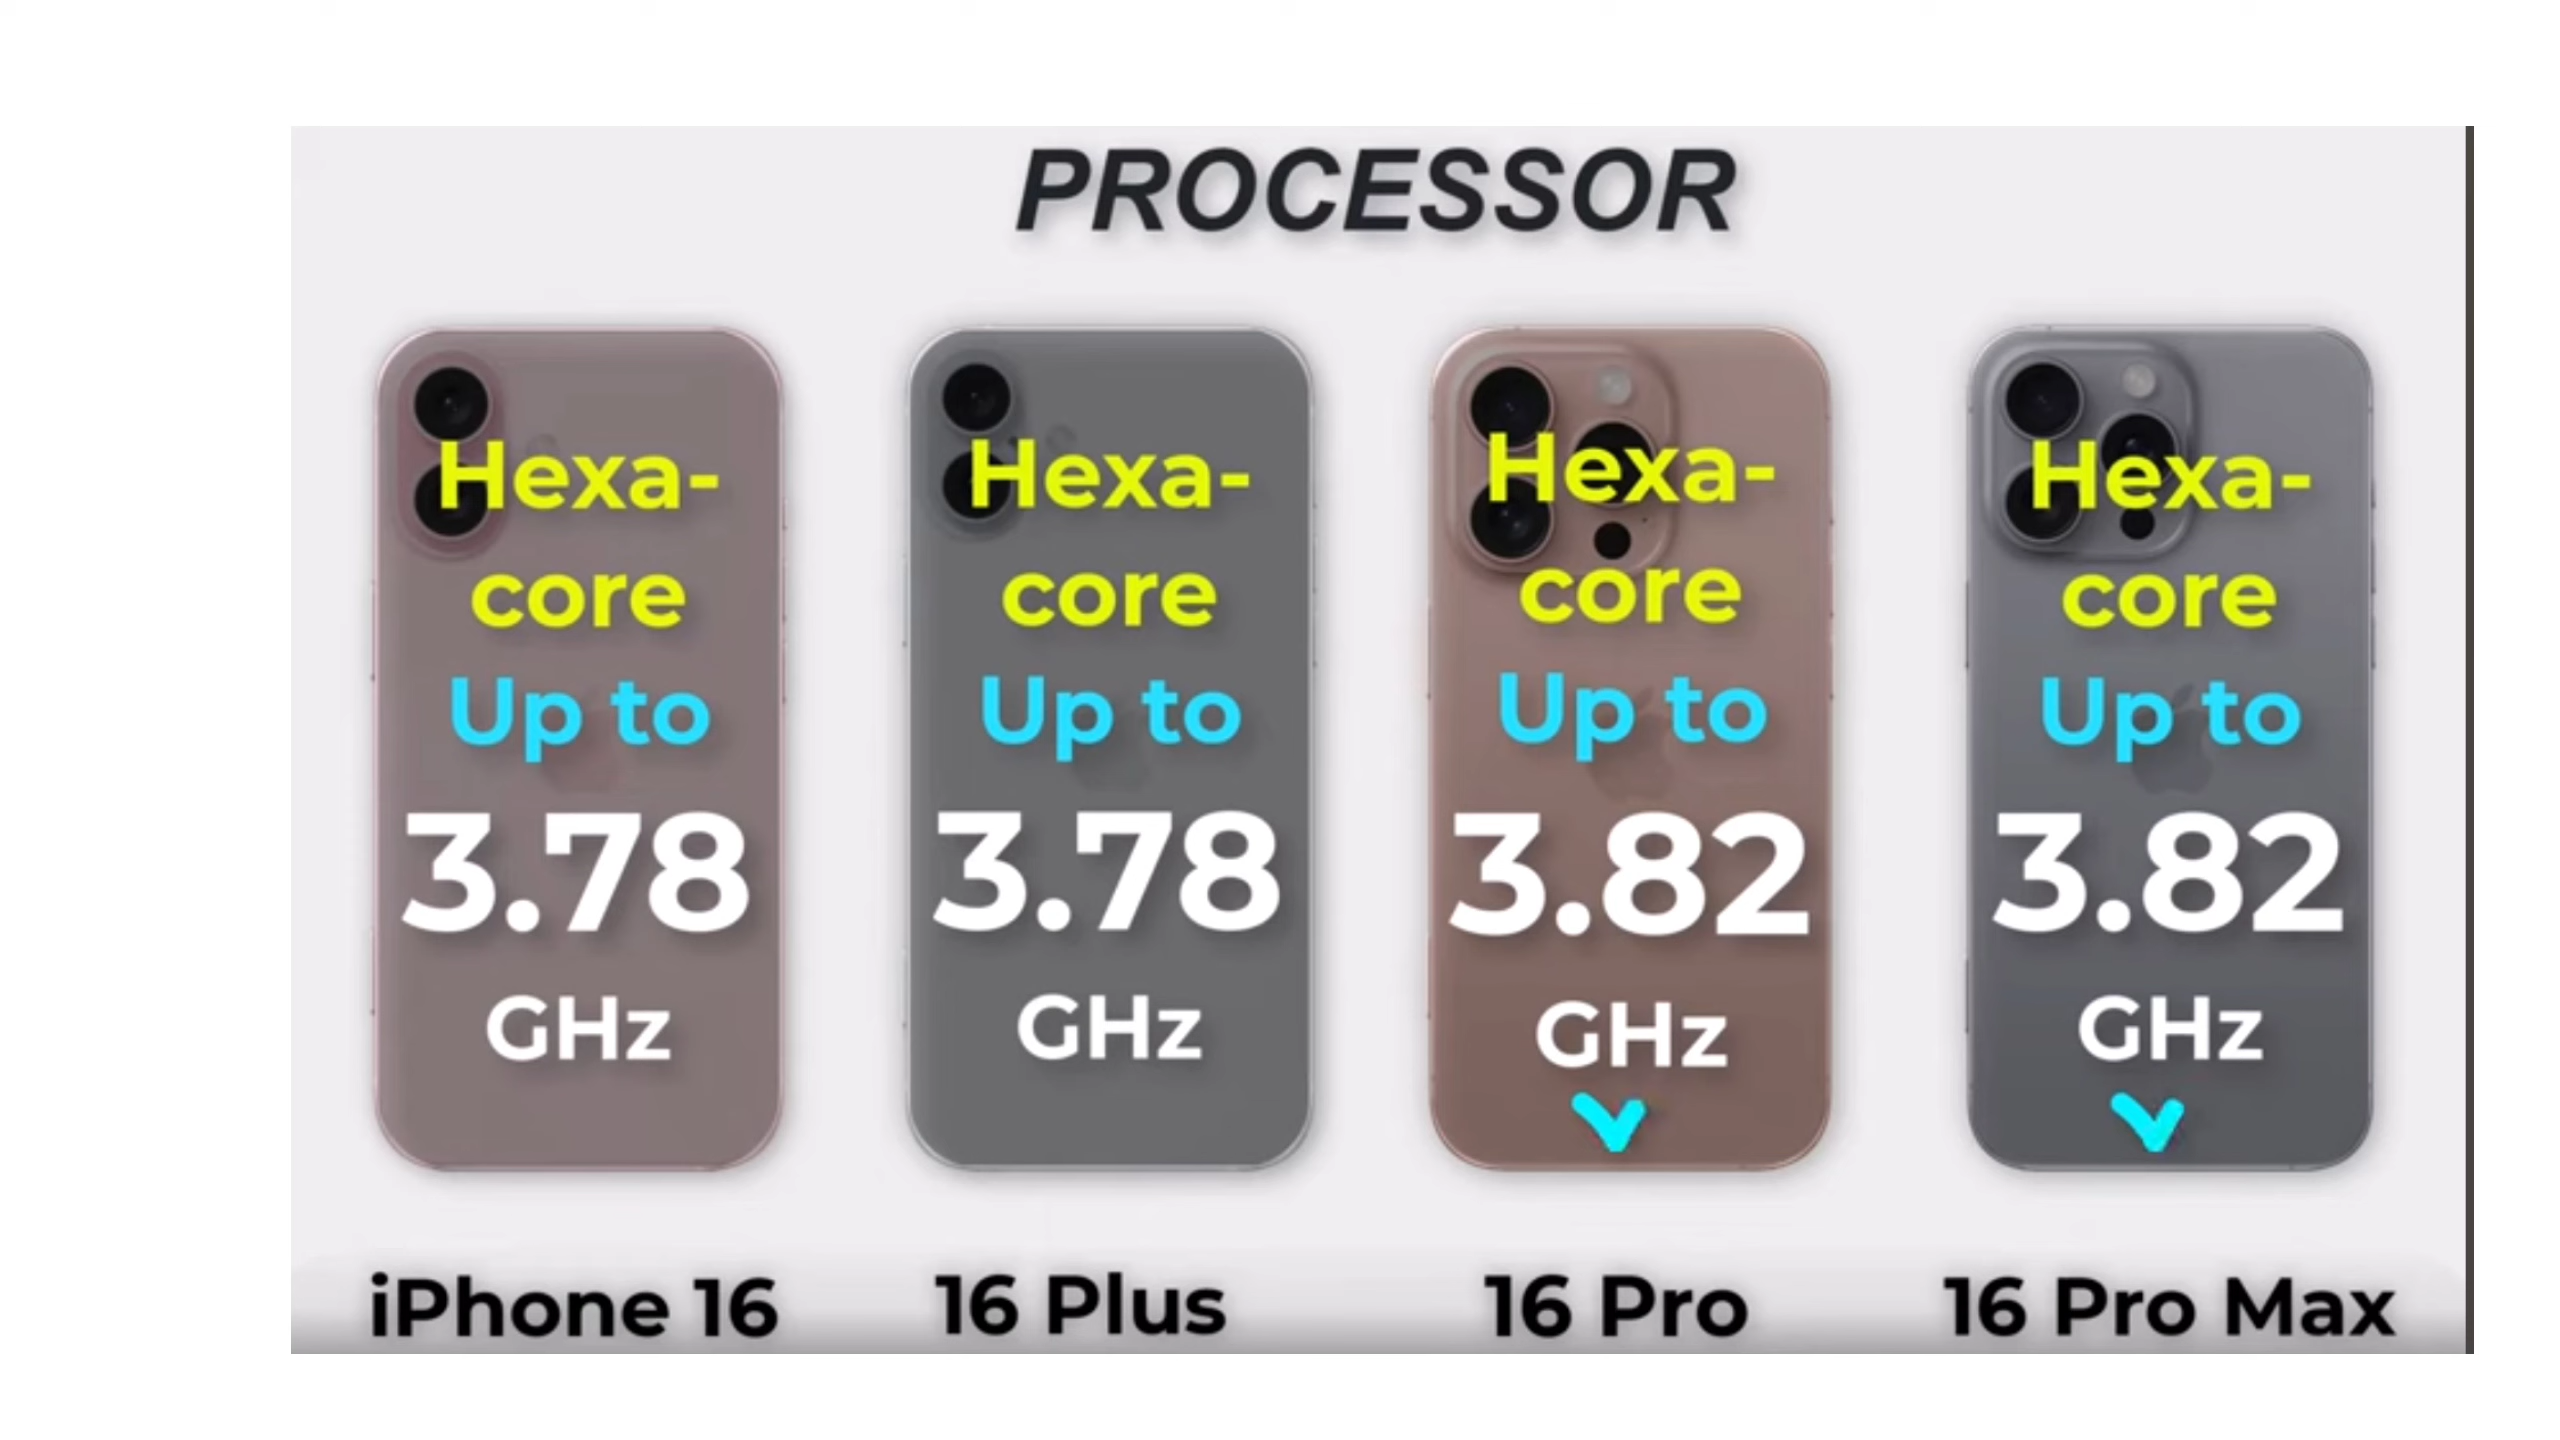 PROCESSOR
Hexa-
core
Up to
3.78
GHz
iPhone 16
Hexa-
core
Up to
3.78
GHz
16 Plus
Hexa-
core
Up to
3.82
GHz
16 Pro
Hexa-
core
Up to
3.82
GHz
16 Pro Max